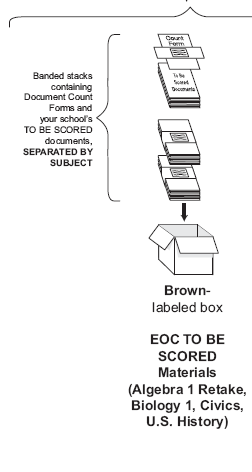 Count
Form
To Be
Scored
Documents
Banded stacks
containing
Document Count
Forms and
your school's
TO BE SCORED
documents,
SEPARATED BY
SUBJECT
Brown-
labeled box
EOC TO BE
SCORED
Materials
(Algebra 1 Retake,
Biology 1, Civics,
U.S. History)